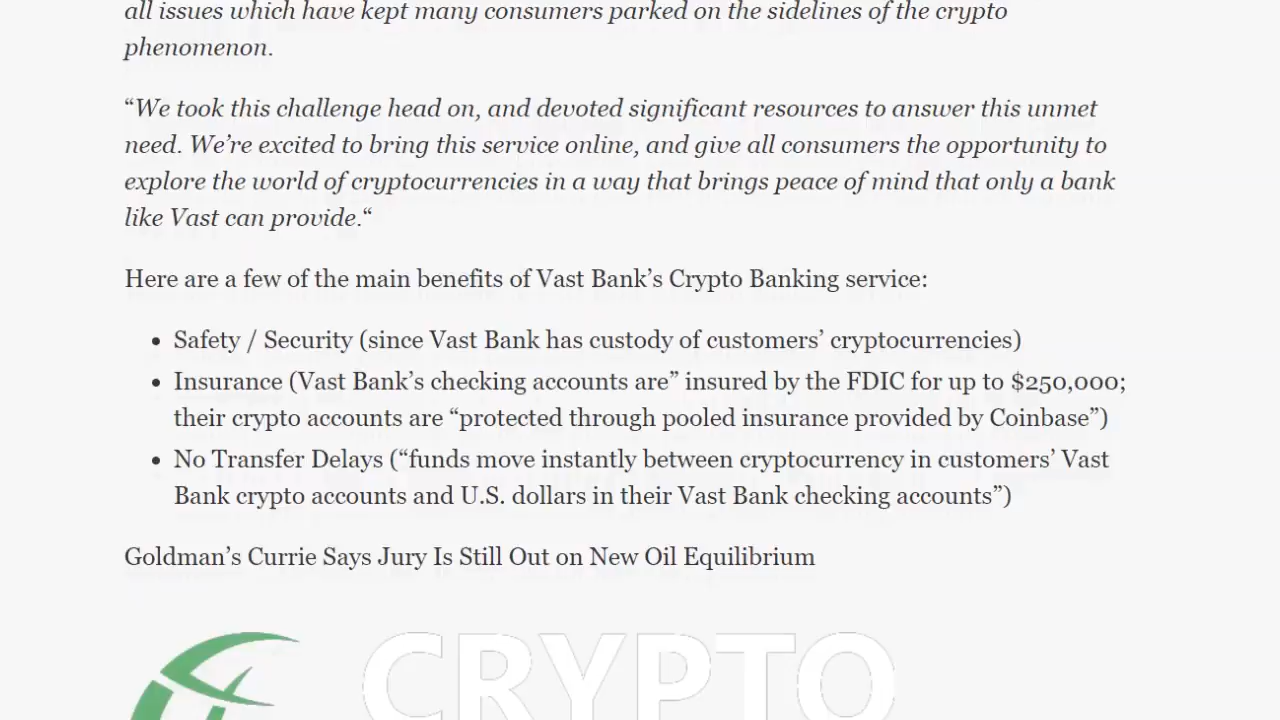 all issues which have kept many consumers parked on the sidelines of the crypto
phenomenon.
“We took this challenge head on, and devoted significant resources to answer this unmet
need. We’re excited to bring this service online, and give all consumers the opportunity to
explore the world of cryptocurrencies in a way that brings peace of mind that only a bank
like Vast can provide.“
Here are a few of the main benefits of Vast Bank’s Crypto Banking service:
• Safety / Security (since Vast Bank has custody of customers’ cryptocurrencies)
• Insurance (Vast Bank’s checking accounts are” insured by the FDIC for up to $250,000;
their crypto accounts are “protected through pooled insurance provided by Coinbase”)
• No Transfer Delays (“funds move instantly between cryptocurrency in customers’ Vast
Bank crypto accounts and U.S. dollars in their Vast Bank checking accounts”)
Goldman’s Currie Says Jury Is Still Out on New Oil Equilibrium
CRYPTO